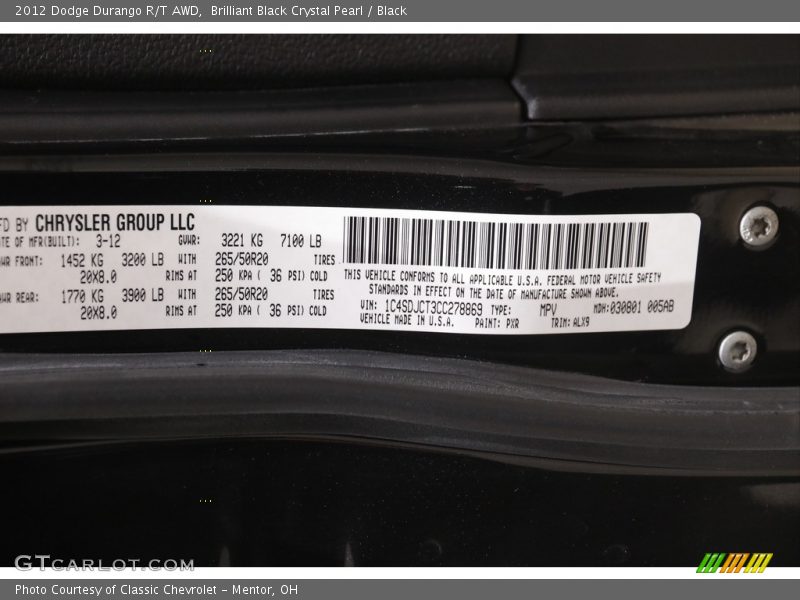 2012 Dodge Durango R/T AWD, Brilliant Black Crystal Pearl / Black
FD BY CHRYSLER GROUP LLC
ATE OF MFR(BUILT): 3-12 GVWR: 3221 KG 7100 LB
WR FRONT: 1452 KG 3200 LB WITH 265/50R20 TIRES
20X8.0 RIMS AT 250 KPA ( 36 PSI) COLD
WR REAR: 1770 KG 3900 LB WITH 265/50R20 TIRES
20X8.0 RIMS AT 250 KPA ( 36 PSI) COLD
THIS VEHICLE CONFORMS TO ALL APPLICABLE U.S.A. FEDERAL MOTOR VEHICLE SAFETY
STANDARDS IN EFFECT ON THE DATE OF MANUFACTURE SHOWN ABOVE.
VIN: 1C4SDJCT3CC278869 TYPE: MPV MDH:030801 005AB
VEHICLE MADE IN U.S.A. PAINT: PXR TRIM:ALX9
GTCARLOT.COM
Photo Courtesy of Classic Chevrolet - Mentor, OH